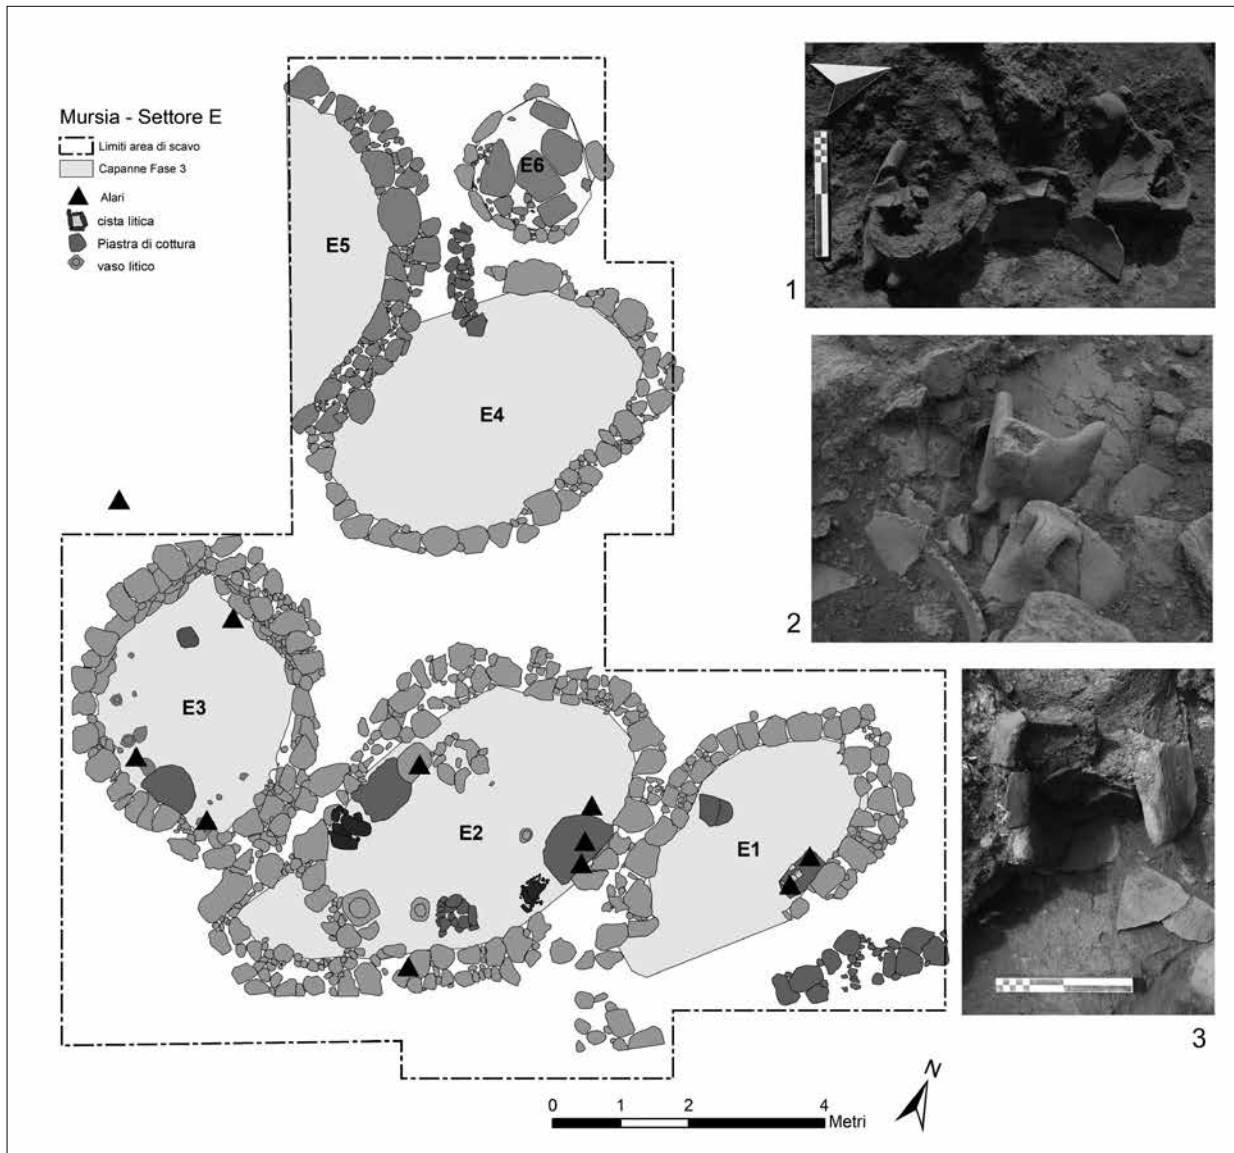 Mursia - Settore E
Limiti area di scavo
Capanne Fase 3
Alari
cista litica
Piastra di cottura
vaso litico
E6
E5
E4
E3
E2
E1
1
2
3
N
0 1 2 4
Metri